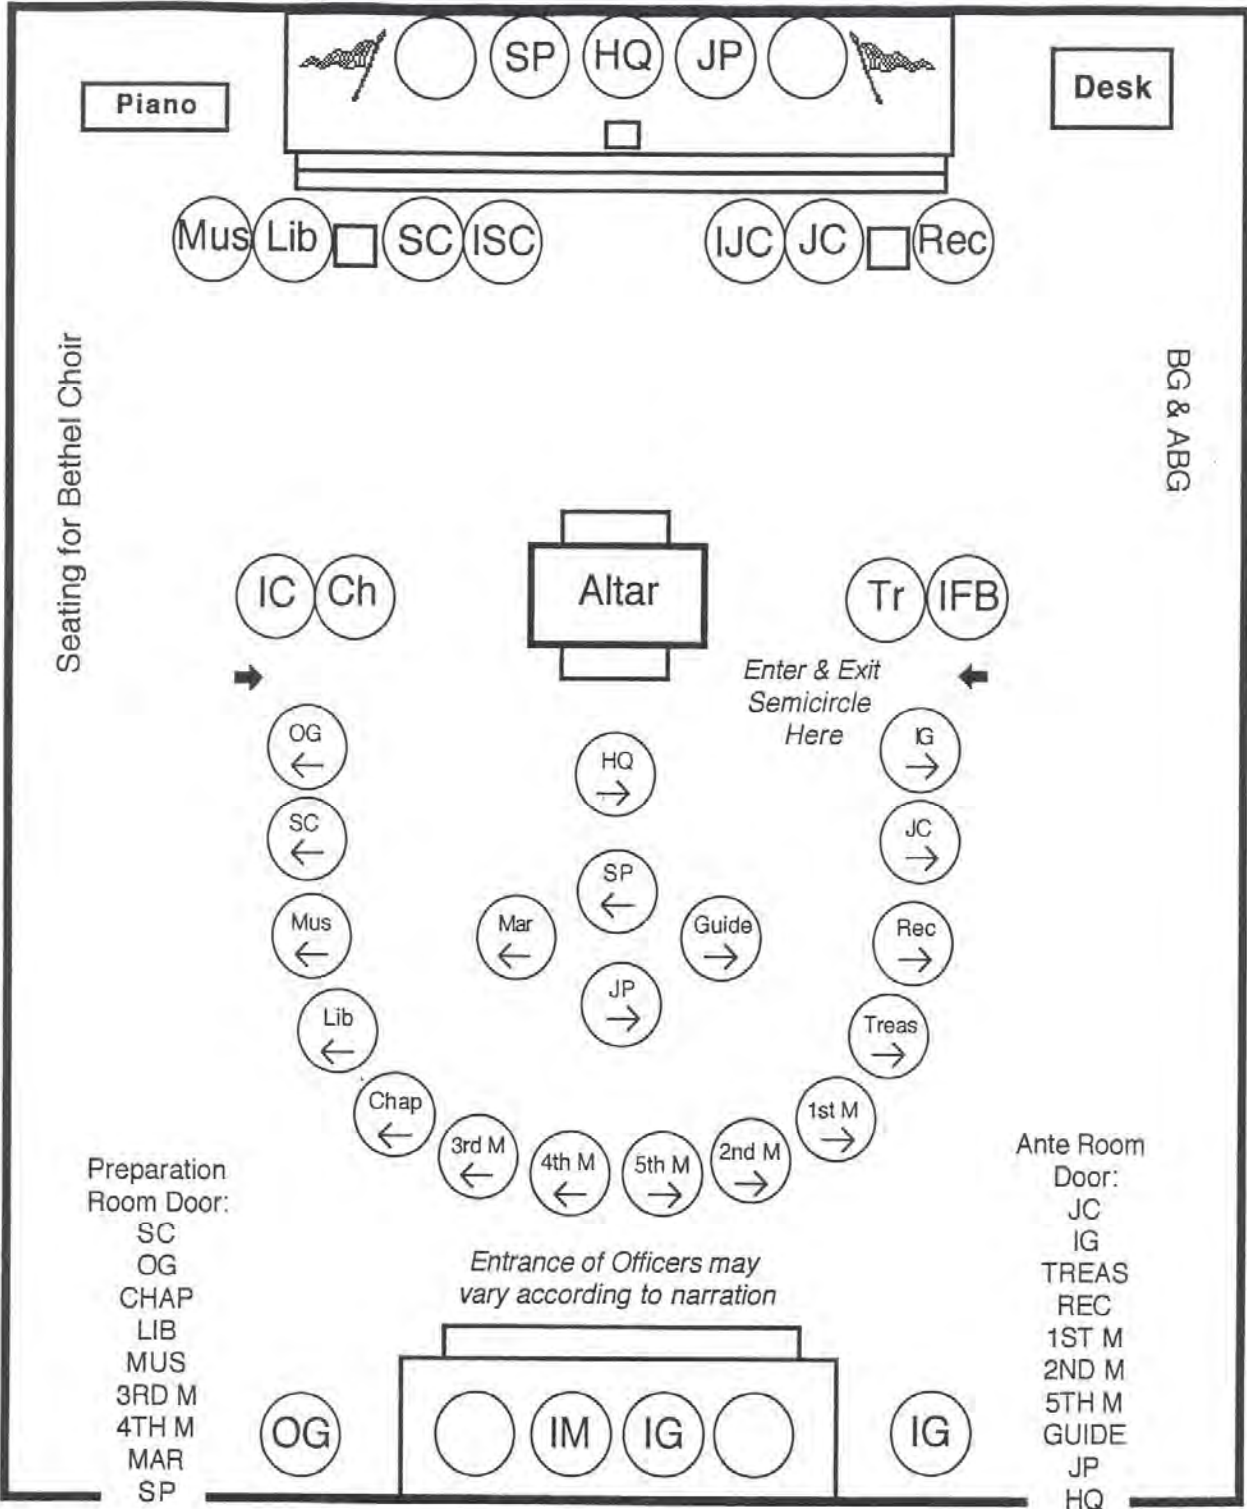 SP HQ JP
Piano
Desk
Mus Lib SC ISC IJC JC Rec
Seating for Bethel Choir
BG & ABG
IC Ch Altar Tr IFB
Enter & Exit
Semicircle
Here
OG
HQ
IG
SC
JC
SP
Mus
Mar
Guide
Rec
JP
Lib
Treas
Chap
1st M
3rd M
4th M
5th M
2nd M
Preparation
Room Door:
SC
OG
CHAP
LIB
MUS
3RD M
4TH M
MAR
SP
Entrance of Officers may
vary according to narration
Ante Room
Door:
JC
IG
TREAS
REC
1ST M
2ND M
5TH M
GUIDE
JP
HQ
OG IM IG IG